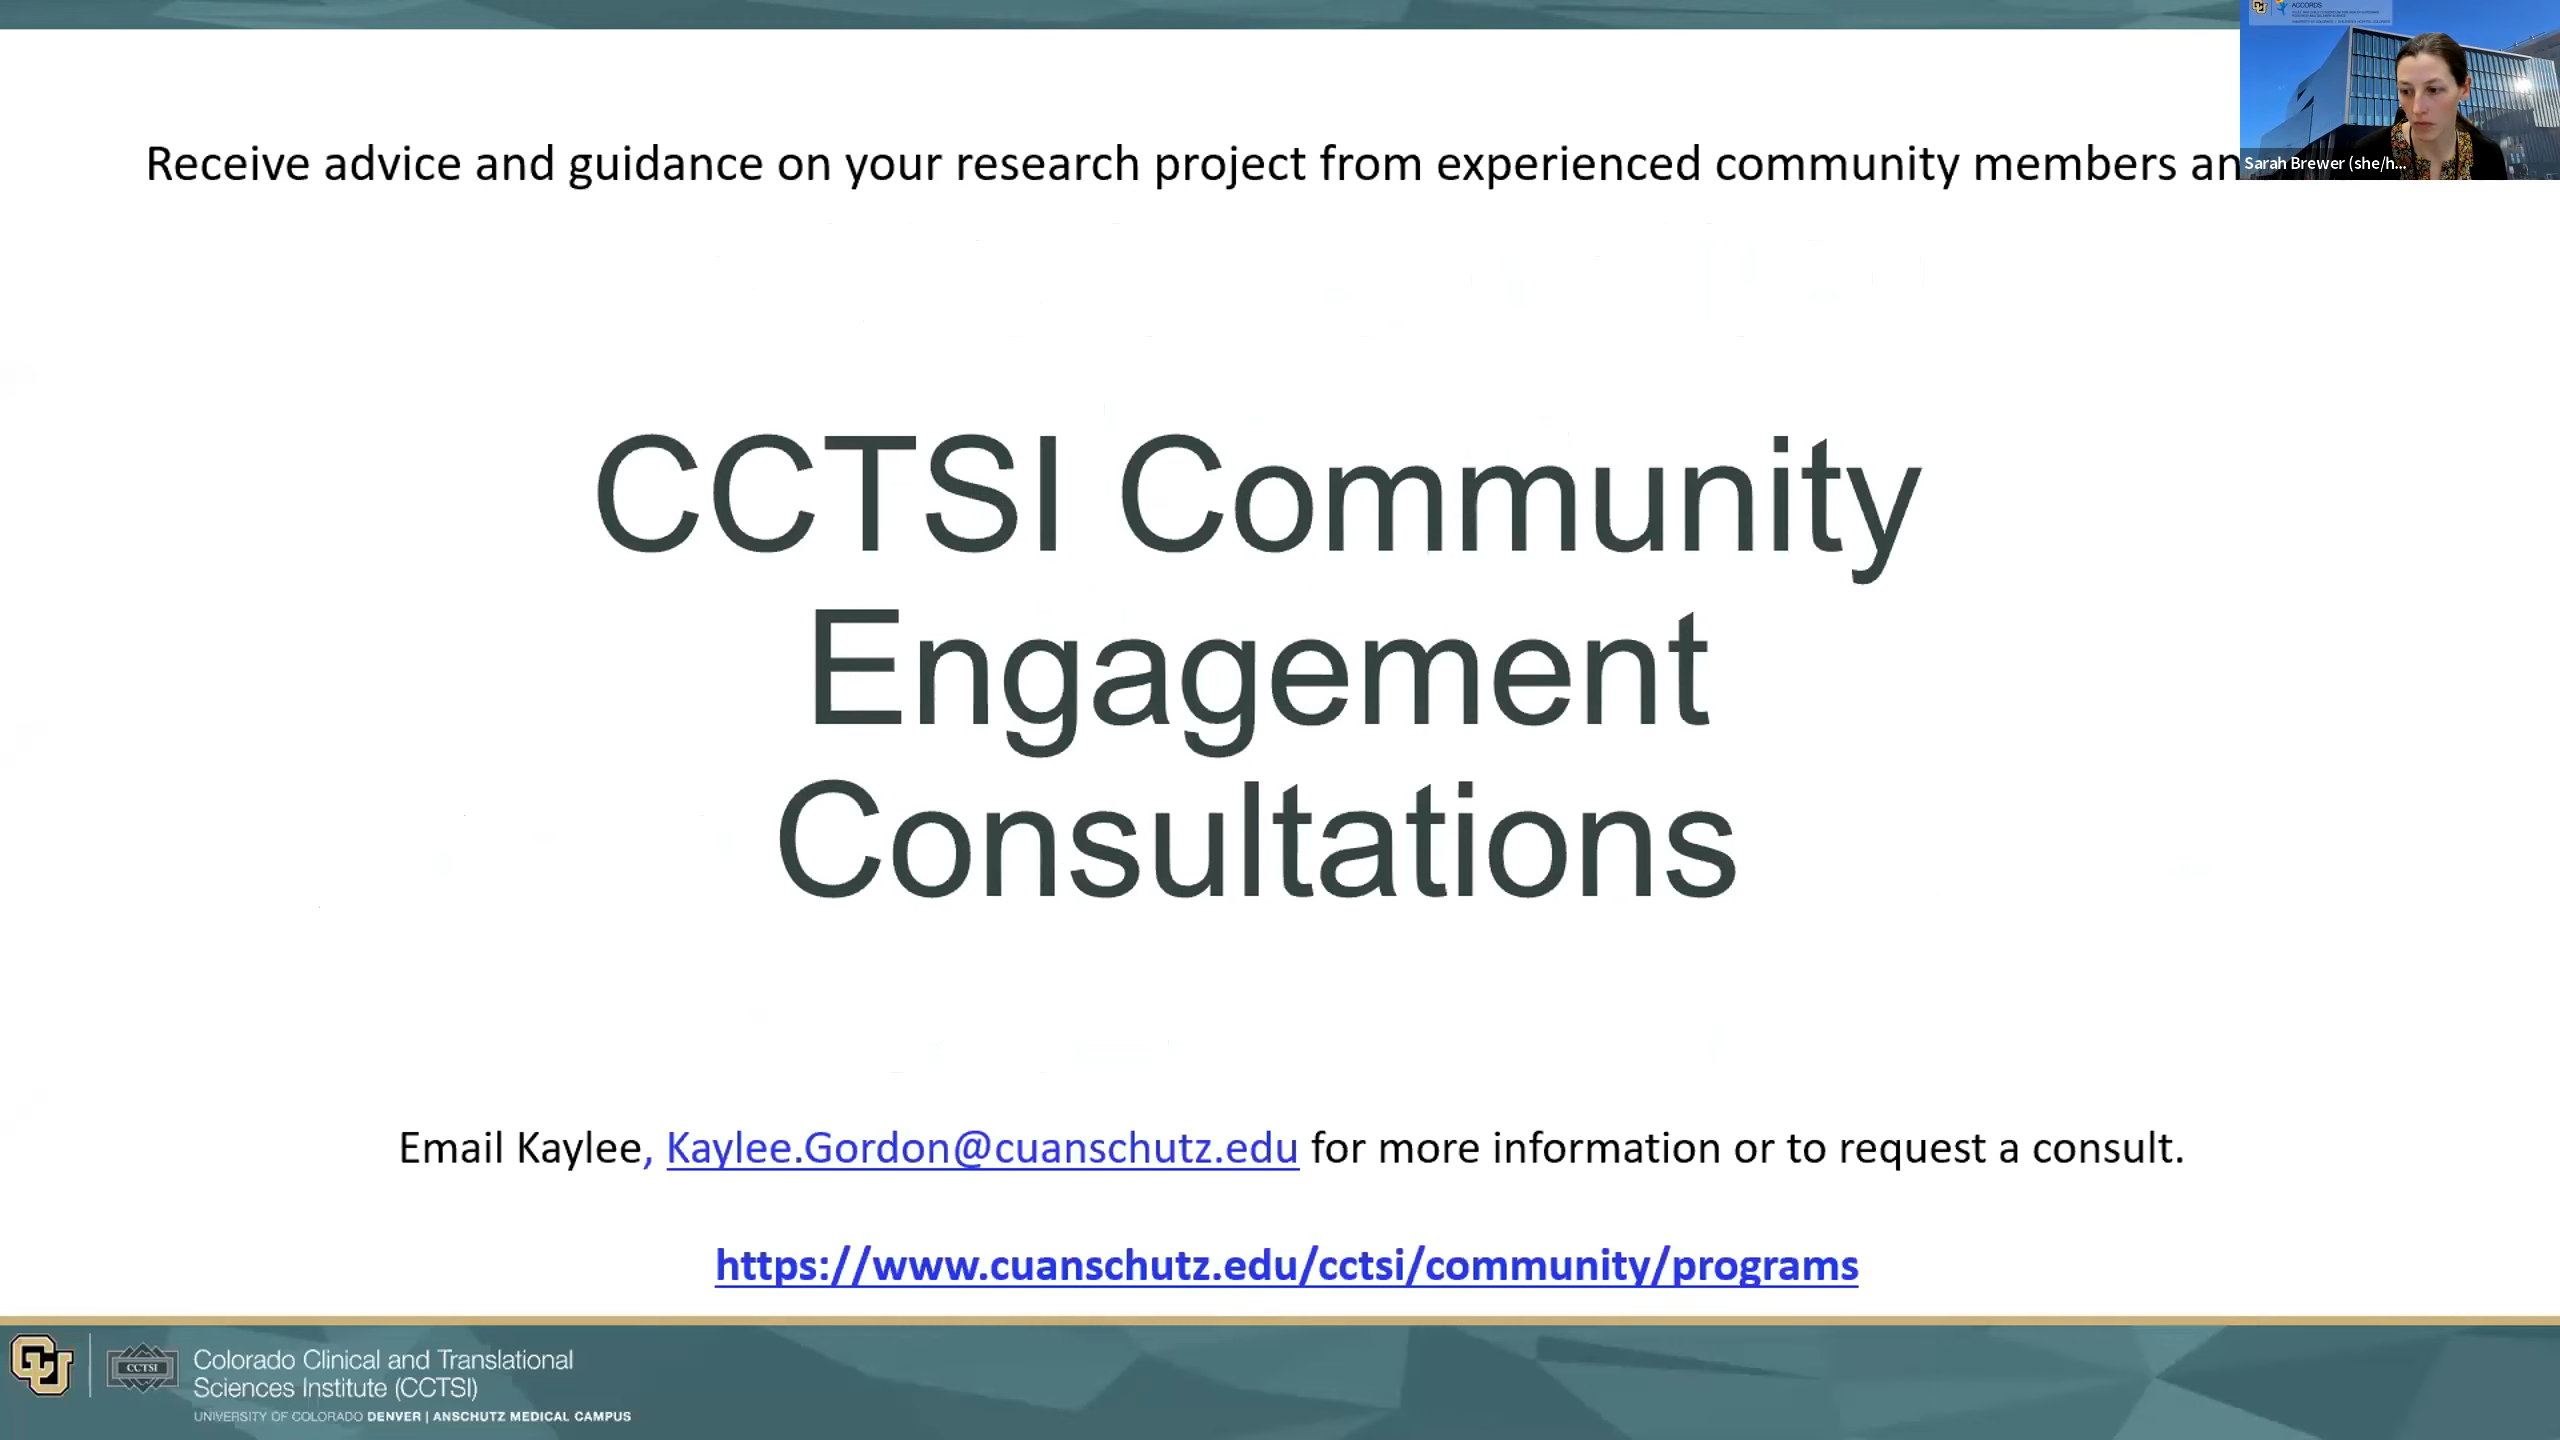 ACCORDS
Receive advice and guidance on your research project from experienced community members an
Sarah Brewer (she/h...
CCTSI Community
Engagement
Consultations
Email Kaylee, Kaylee.Gordon@cuanschutz.edu for more information or to request a consult.
https://www.cuanschutz.edu/cctsi/community/programs
CU
CCTSI
Colorado Clinical and Translational
Sciences Institute (CCTSI)
UNIVERSITY OF COLORADO DENVER | ANSCHUTZ MEDICAL CAMPUS